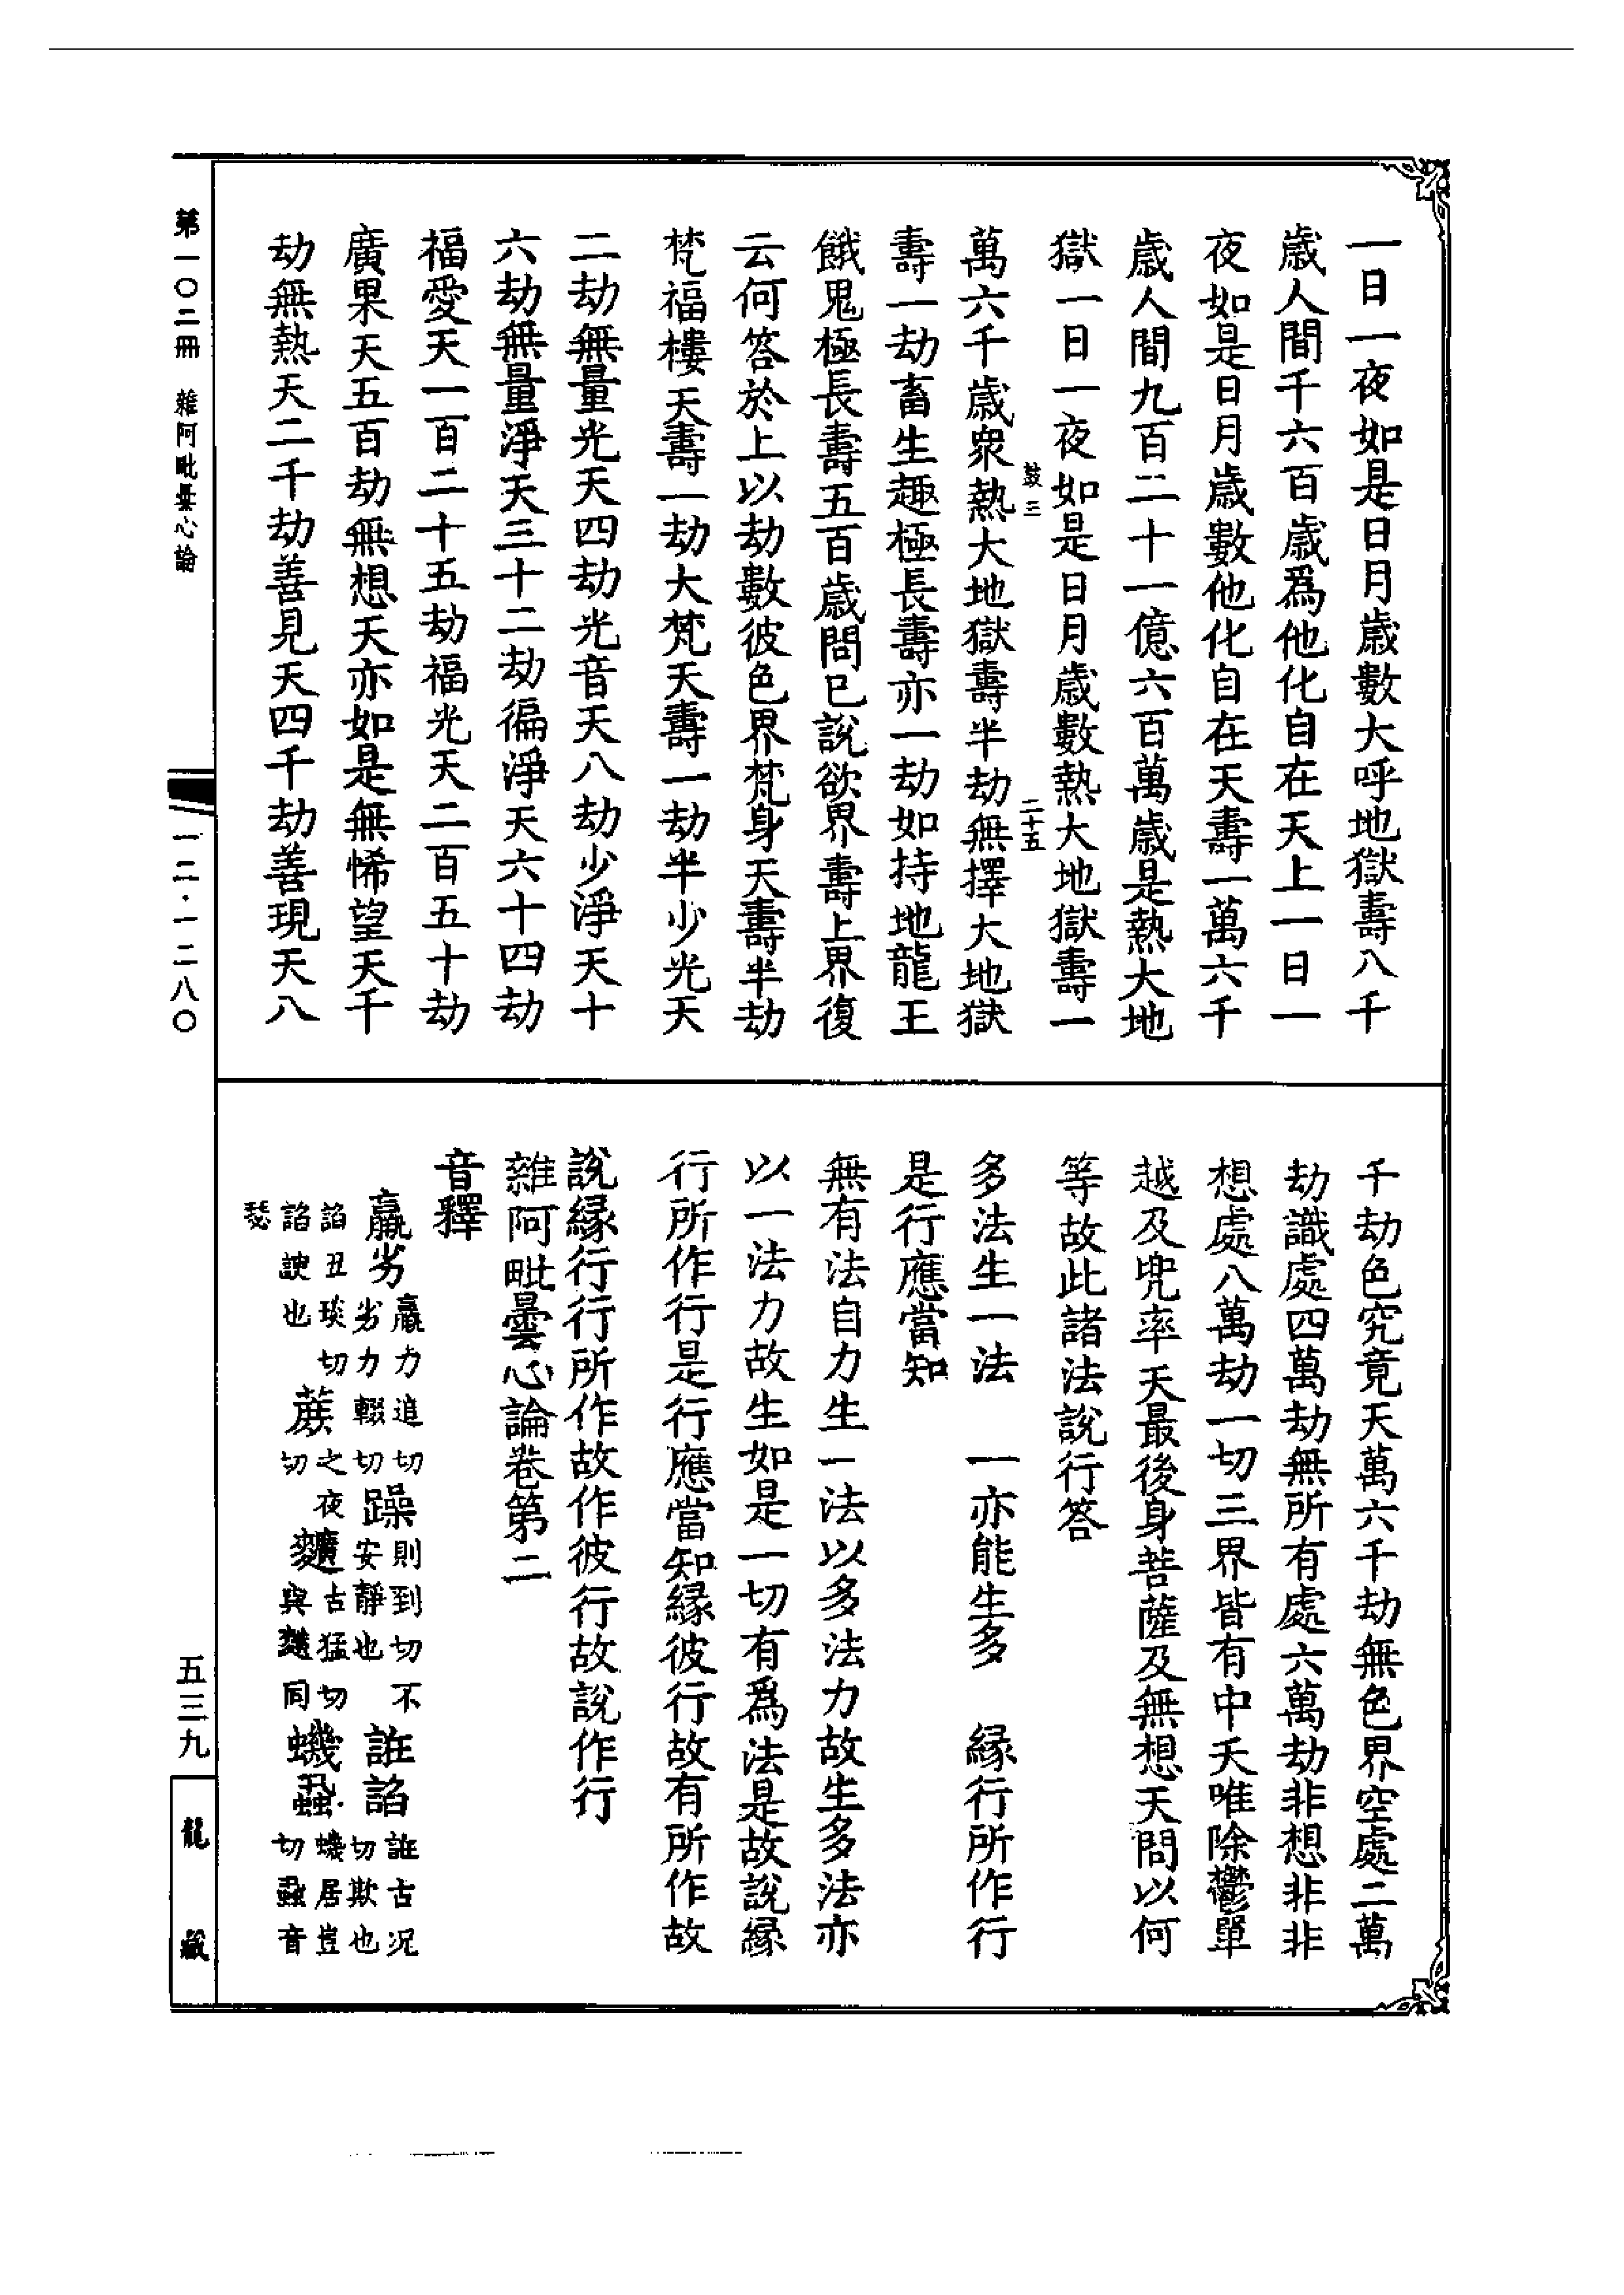 一日一夜如是日月歲數大呼地獄壽八千
歲人間千六百歲爲他化自在天上一日一
夜如是日月歲數他化自在天壽一萬六千
歲人間九百二十一億六百萬歲是熱大地
獄一日一夜如是日月歲數熱大地獄壽一
鼓三 二十五
萬六千歲衆熱大地獄壽半劫無擇大地獄
壽一劫畜生趣極長壽亦一劫如持地龍王
餓鬼極長壽五百歲問已說欲界壽上界復
云何答於上以劫數彼色界梵身天壽半劫
梵福樓天壽一劫大梵天壽一劫半少光天
二劫無量光天四劫光音天八劫少淨天十
六劫無量淨天三十二劫徧淨天六十四劫
福愛天一百二十五劫福光天二百五十劫
廣果天五百劫無想天亦如是無悕望天千
劫無熱天二千劫善見天四千劫善現天八
千劫色究竟天萬六千劫無色界空處二萬
劫識處四萬劫無所有處六萬劫非想非非
想處八萬劫一切三界皆有中夭唯除鬱單
越及兜率天最後身菩薩及無想天問以何
等故此諸法說行答
多法生一法 一亦能生多 緣行所作行
是行應當知
無有法自力生一法以多法力故生多法亦
以一法力故生如是一切有爲法是故說緣
行所作行是行應當知緣彼行故有所作故
說緣行行所作故作彼行故說作行
雜阿毗曇心論卷第二
音釋
羸劣 羸力追切劣力輟切 躁 則到切不安靜也 誑諂 誑古況切欺也
諂丑琰切諂諛也 蔗 之夜切 䴰 古猛切與䵃同 蟣蝨 蟣居豈切蝨音
瑟
第一〇二冊 雜阿毗曇心論
一二·一二八〇
五三九
龍藏